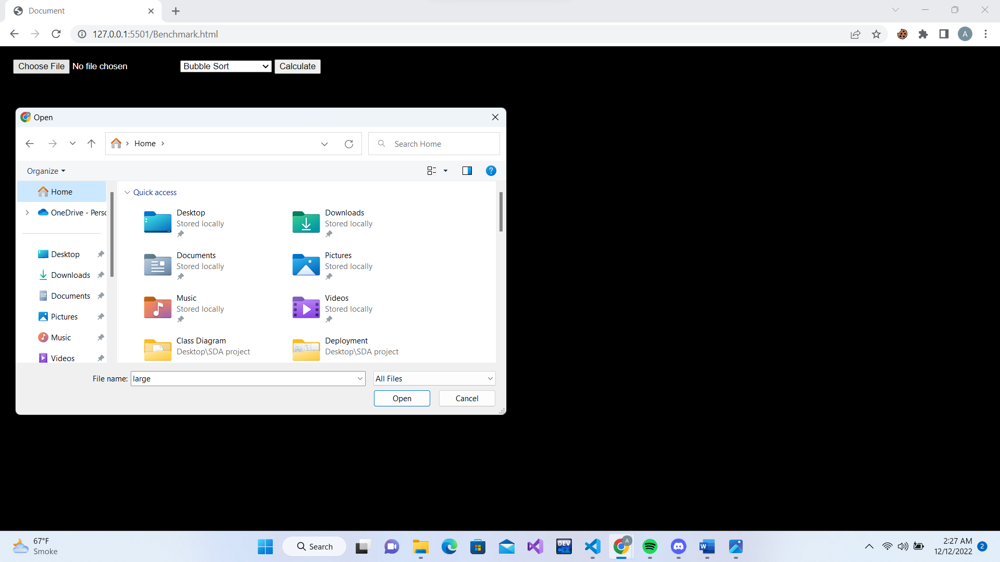 Document
127.0.0.1:5501/Benchmark.html
A
Choose File No file chosen Bubble Sort Calculate
Open
Home
Search Home
Organize
?
Home
OneDrive - Perso
Desktop
Downloads
Documents
Pictures
Music
Videos
Quick access
Desktop
Stored locally
Downloads
Stored locally
Documents
Stored locally
Pictures
Stored locally
Music
Stored locally
Videos
Stored locally
Class Diagram
Desktop\SDA project
Deployment
Desktop\SDA project
File name: large
All Files
Open Cancel
67°F
Smoke
Search
DEV
C++
A
W
2:27 AM
12/12/2022
2